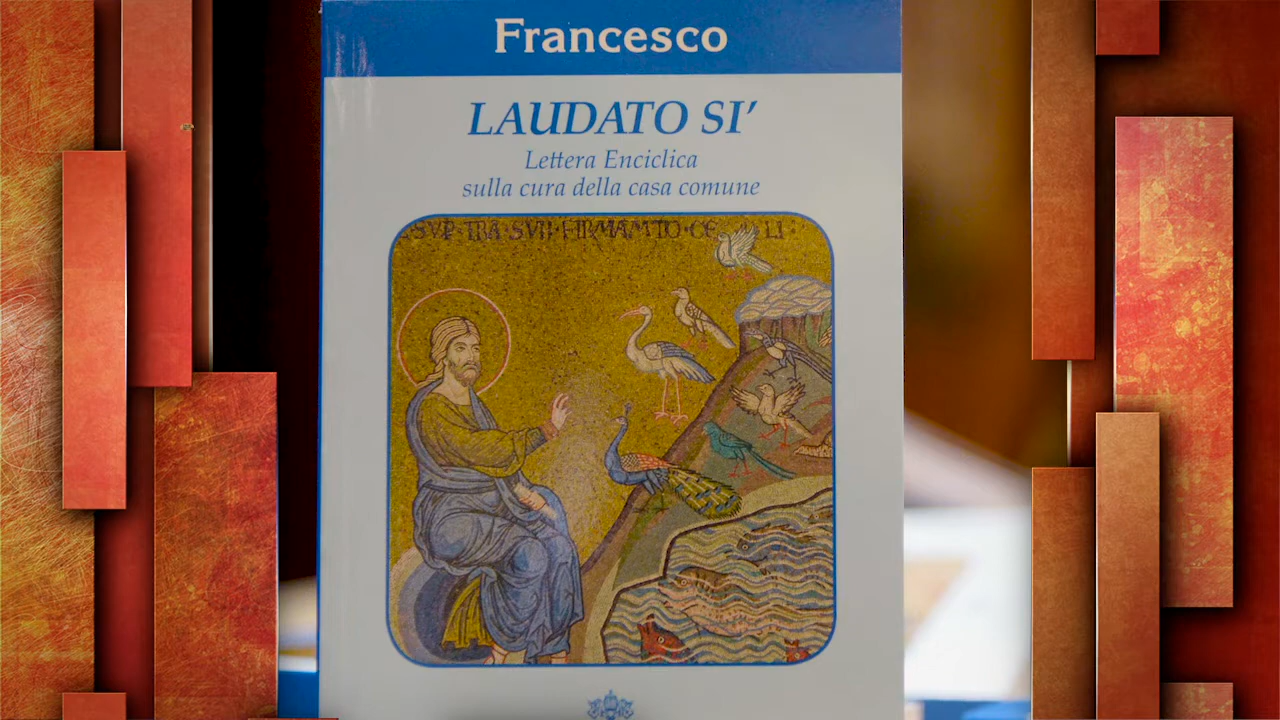 Francesco
LAUDATO SI’
Lettera Enciclica
sulla cura della casa comune